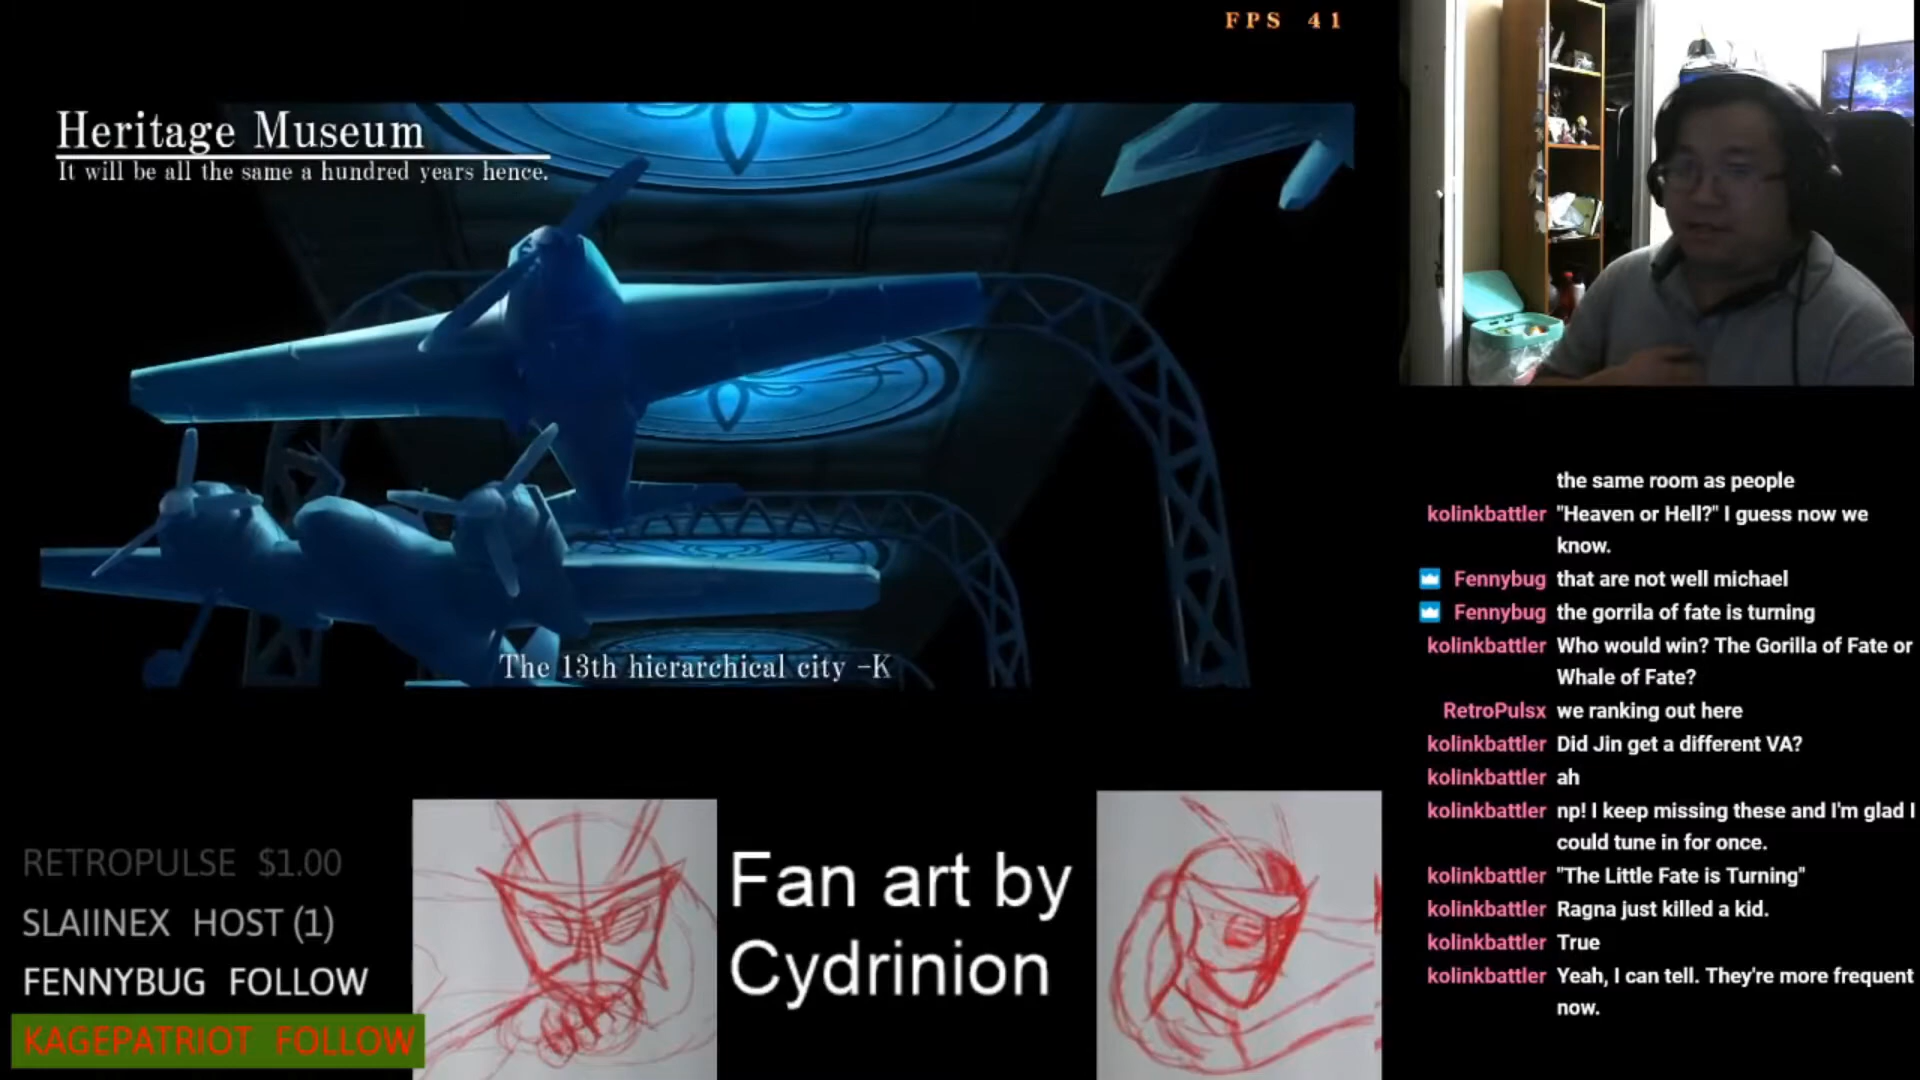 FPS 41
Heritage Museum
It will be all the same a hundred years hence.
The 13th hierarchical city -K
the same room as people
kolinkbattler "Heaven or Hell?" I guess now we
know.
Fennybug that are not well michael
Fennybug the gorrila of fate is turning
kolinkbattler Who would win? The Gorilla of Fate or
Whale of Fate?
RetroPulsx we ranking out here
kolinkbattler Did Jin get a different VA?
kolinkbattler ah
kolinkbattler np! I keep missing these and I'm glad I
could tune in for once.
kolinkbattler "The Little Fate is Turning"
kolinkbattler Ragna just killed a kid.
kolinkbattler True
kolinkbattler Yeah, I can tell. They're more frequent
now.
RETROPULSE $1.00
SLAIINEX HOST (1)
FENNYBUG FOLLOW
KAGEPATRIOT FOLLOW
Fan art by
Cydrinion